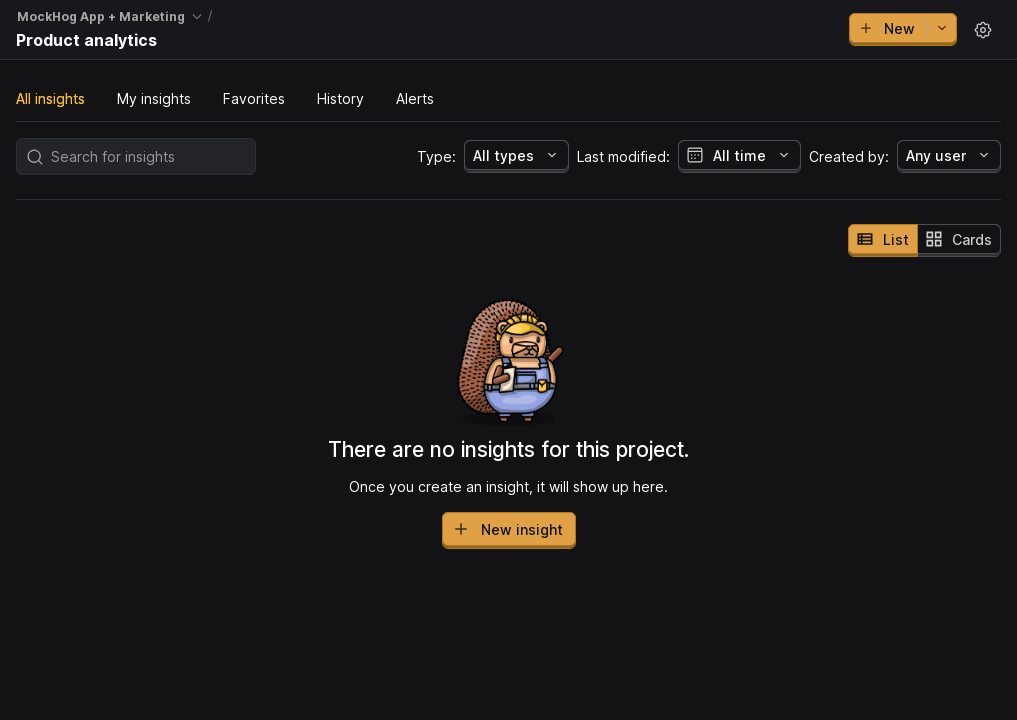 MockHog App + Marketing /
Product analytics
New
All insights My insights Favorites History Alerts
Search for insights Type: All types Last modified: All time Created by: Any user
List Cards
There are no insights for this project.
Once you create an insight, it will show up here.
New insight